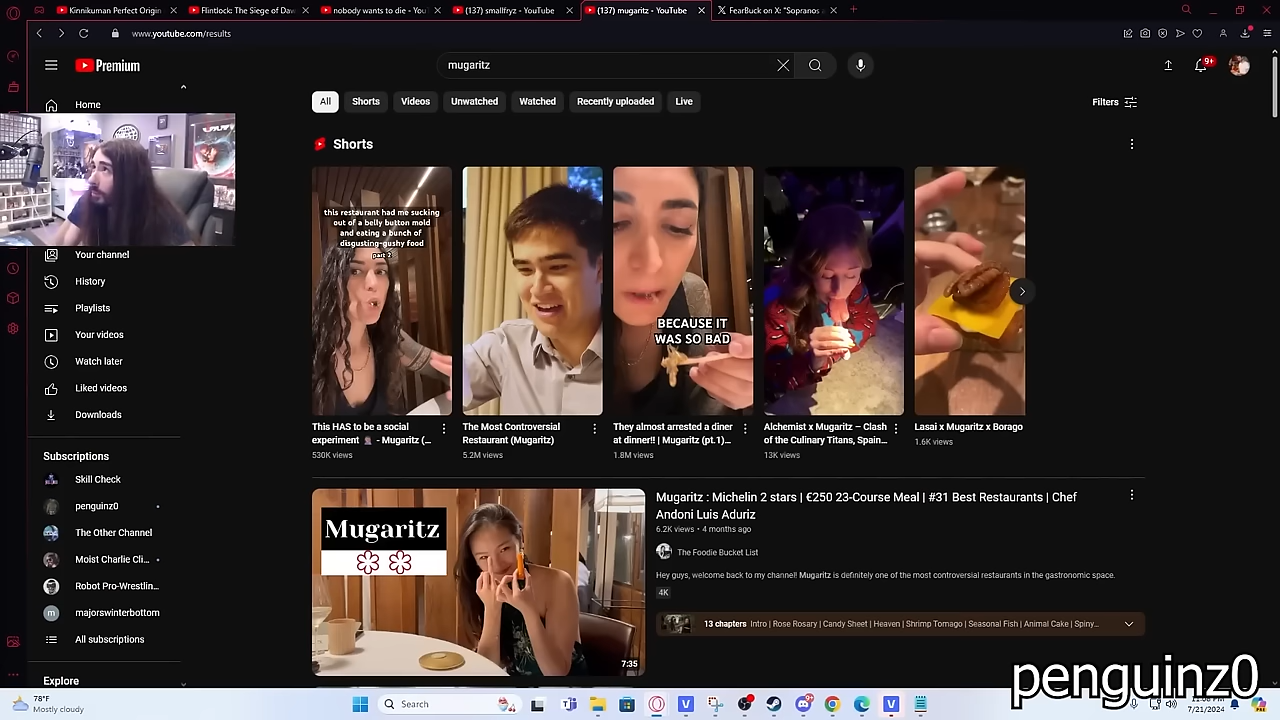 Kinnikuman Perfect Origin
Flintlock: The Siege of Daw
nobody wants to die - You
(137) smallfryz - YouTube
(137) mugaritz - YouTube
FearBuck on X: "Sopranos a
www.youtube.com/results
Premium
mugaritz
9+
Home
All
Shorts
Videos
Unwatched
Watched
Recently uploaded
Live
Filters
Shorts
this restaurant had me sucking
out of a belly button mold
and eating a bunch of
disgusting-gushy food
part 2
BECAUSE IT
WAS SO BAD
Your channel
History
Playlists
Your videos
Watch later
Liked videos
Downloads
This HAS to be a social
experiment 🤦🏽‍♀️ - Mugaritz (...
530K views
The Most Controversial
Restaurant (Mugaritz)
5.2M views
They almost arrested a diner
at dinner!! | Mugaritz (pt.1)...
1.8M views
Alchemist x Mugaritz – Clash
of the Culinary Titans, Spain...
13K views
Lasai x Mugaritz x Borago
1.6K views
Subscriptions
Skill Check
penguinz0
The Other Channel
Moist Charlie Cli...
Robot Pro-Wrestlin...
majorswinterbottom
All subscriptions
Explore
Mugaritz
7:35
Mugaritz : Michelin 2 stars | €250 23-Course Meal | #31 Best Restaurants | Chef
Andoni Luis Aduriz
6.2K views • 4 months ago
The Foodie Bucket List
Hey guys, welcome back to my channel! Mugaritz is definitely one of the most controversial restaurants in the gastronomic space.
4K
13 chapters Intro | Rose Rosary | Candy Sheet | Heaven | Shrimp Tomago | Seasonal Fish | Animal Cake | Spiny...
penguinz0
78°F
Mostly cloudy
Search
9+
7/21/2024